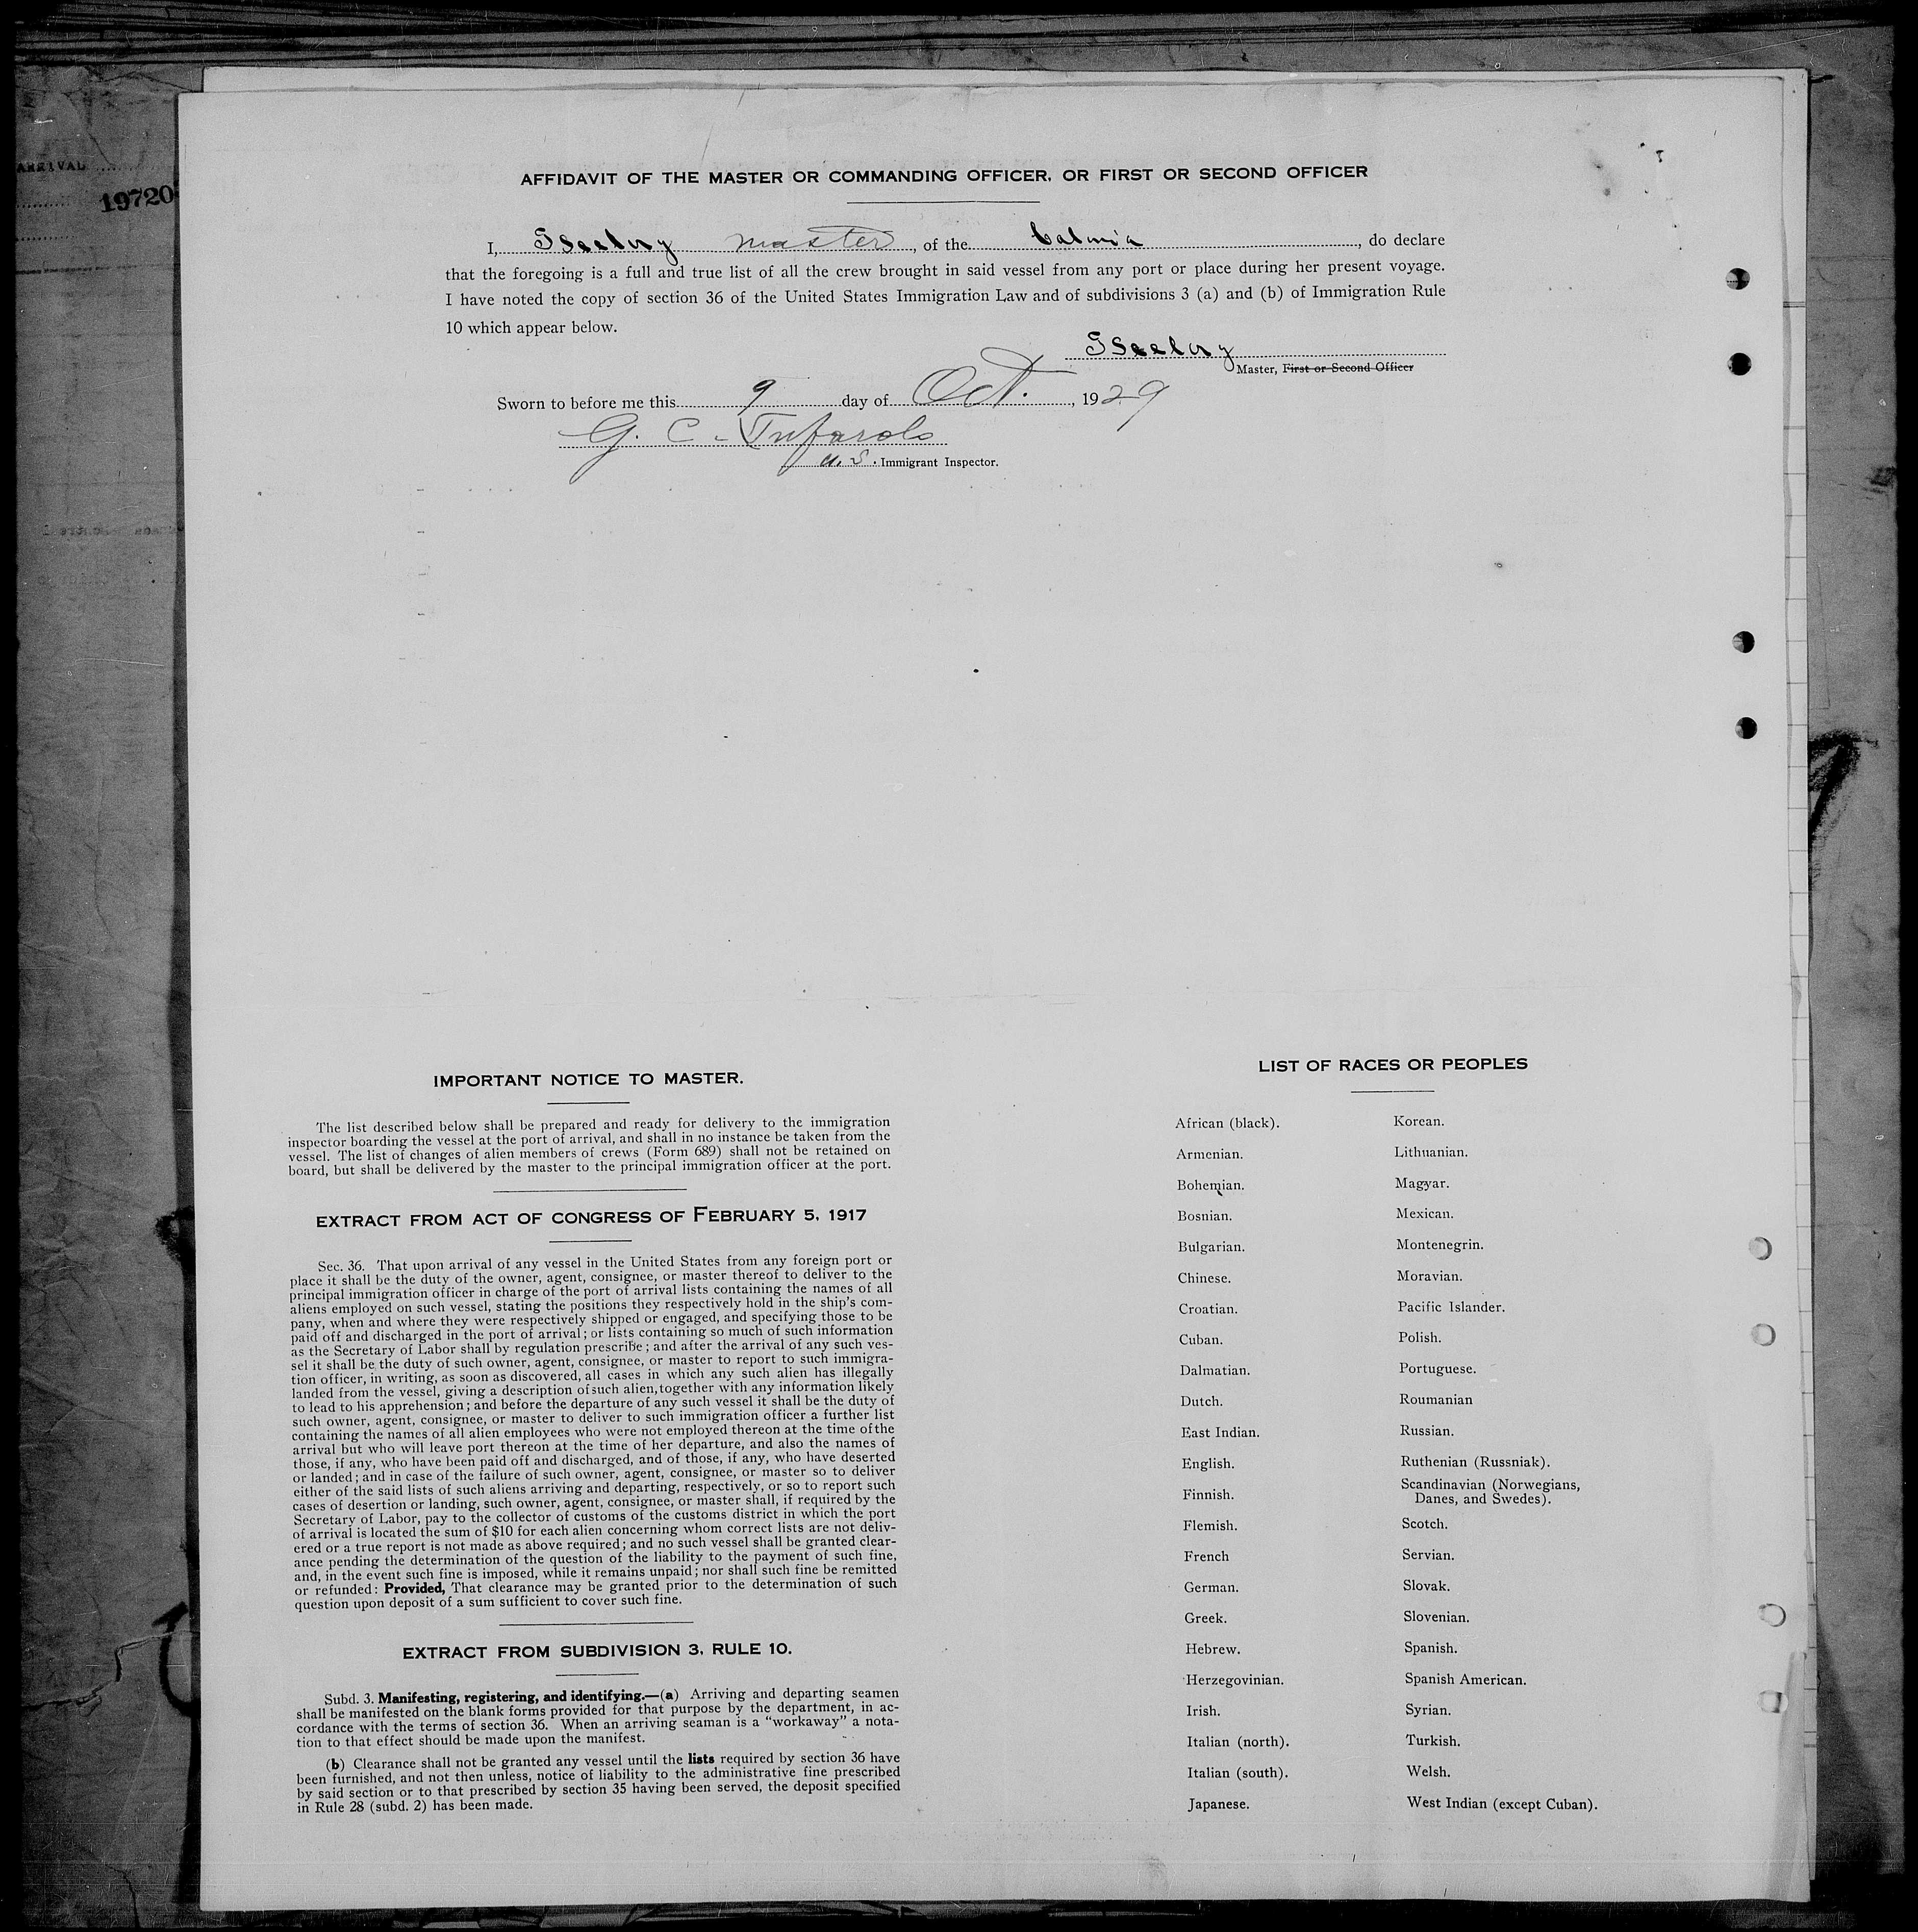 ARRIVAL
19720
AFFIDAVIT OF THE MASTER OR COMMANDING OFFICER, OR FIRST OR SECOND OFFICER
I, master, of the , do declare
that the foregoing is a full and true list of all the crew brought in said vessel from any port or place during her present voyage.
I have noted the copy of section 36 of the United States Immigration Law and of subdivisions 3 (a) and (b) of Immigration Rule
10 which appear below.
Master, First or Second Officer
Sworn to before me this 9 day of Oct., 1929
G. C.
U.S. Immigrant Inspector.
IMPORTANT NOTICE TO MASTER.
The list described below shall be prepared and ready for delivery to the immigration
inspector boarding the vessel at the port of arrival, and shall in no instance be taken from the
vessel. The list of changes of alien members of crews (Form 689) shall not be retained on
board, but shall be delivered by the master to the principal immigration officer at the port.
EXTRACT FROM ACT OF CONGRESS OF FEBRUARY 5, 1917
Sec. 36. That upon arrival of any vessel in the United States from any foreign port or
place it shall be the duty of the owner, agent, consignee, or master thereof to deliver to the
principal immigration officer in charge of the port of arrival lists containing the names of all
aliens employed on such vessel, stating the positions they respectively hold in the ship's com-
pany, when and where they were respectively shipped or engaged, and specifying those to be
paid off and discharged in the port of arrival; or lists containing so much of such information
as the Secretary of Labor shall by regulation prescribe; and after the arrival of any such ves-
sel it shall be the duty of such owner, agent, consignee, or master to report to such immigra-
tion officer, in writing, as soon as discovered, all cases in which any such alien has illegally
landed from the vessel, giving a description of such alien, together with any information likely
to lead to his apprehension; and before the departure of any such vessel it shall be the duty of
such owner, agent, consignee, or master to deliver to such immigration officer a further list
containing the names of all alien employees who were not employed thereon at the time of the
arrival but who will leave port thereon at the time of her departure, and also the names of
those, if any, who have been paid off and discharged, and of those, if any, who have deserted
or landed; and in case of the failure of such owner, agent, consignee, or master so to deliver
either of the said lists of such aliens arriving and departing, respectively, or so to report such
cases of desertion or landing, such owner, agent, consignee, or master shall, if required by the
Secretary of Labor, pay to the collector of customs of the customs district in which the port
of arrival is located the sum of $10 for each alien concerning whom correct lists are not deliv-
ered or a true report is not made as above required; and no such vessel shall be granted clear-
ance pending the determination of the question of the liability to the payment of such fine,
and, in the event such fine is imposed, while it remains unpaid; nor shall such fine be remitted
or refunded: Provided, That clearance may be granted prior to the determination of such
question upon deposit of a sum sufficient to cover such fine.
EXTRACT FROM SUBDIVISION 3, RULE 10.
Subd. 3. Manifesting, registering, and identifying.—(a) Arriving and departing seamen
shall be manifested on the blank forms provided for that purpose by the department, in ac-
cordance with the terms of section 36. When an arriving seaman is a "workaway" a nota-
tion to that effect should be made upon the manifest.
(b) Clearance shall not be granted any vessel until the lists required by section 36 have
been furnished, and not then unless, notice of liability to the administrative fine prescribed
by said section or to that prescribed by section 35 having been served, the deposit specified
in Rule 28 (subd. 2) has been made.
LIST OF RACES OR PEOPLES
African (black).
Armenian.
Bohemian.
Bosnian.
Bulgarian.
Chinese.
Croatian.
Cuban.
Dalmatian.
Dutch.
East Indian.
English.
Finnish.
Flemish.
French
German.
Greek.
Hebrew.
Herzegovinian.
Irish.
Italian (north).
Italian (south).
Japanese.
Korean.
Lithuanian.
Magyar.
Mexican.
Montenegrin.
Moravian.
Pacific Islander.
Polish.
Portuguese.
Roumanian
Russian.
Ruthenian (Russniak).
Scandinavian (Norwegians,
Danes, and Swedes).
Scotch.
Servian.
Slovak.
Slovenian.
Spanish.
Spanish American.
Syrian.
Turkish.
Welsh.
West Indian (except Cuban).